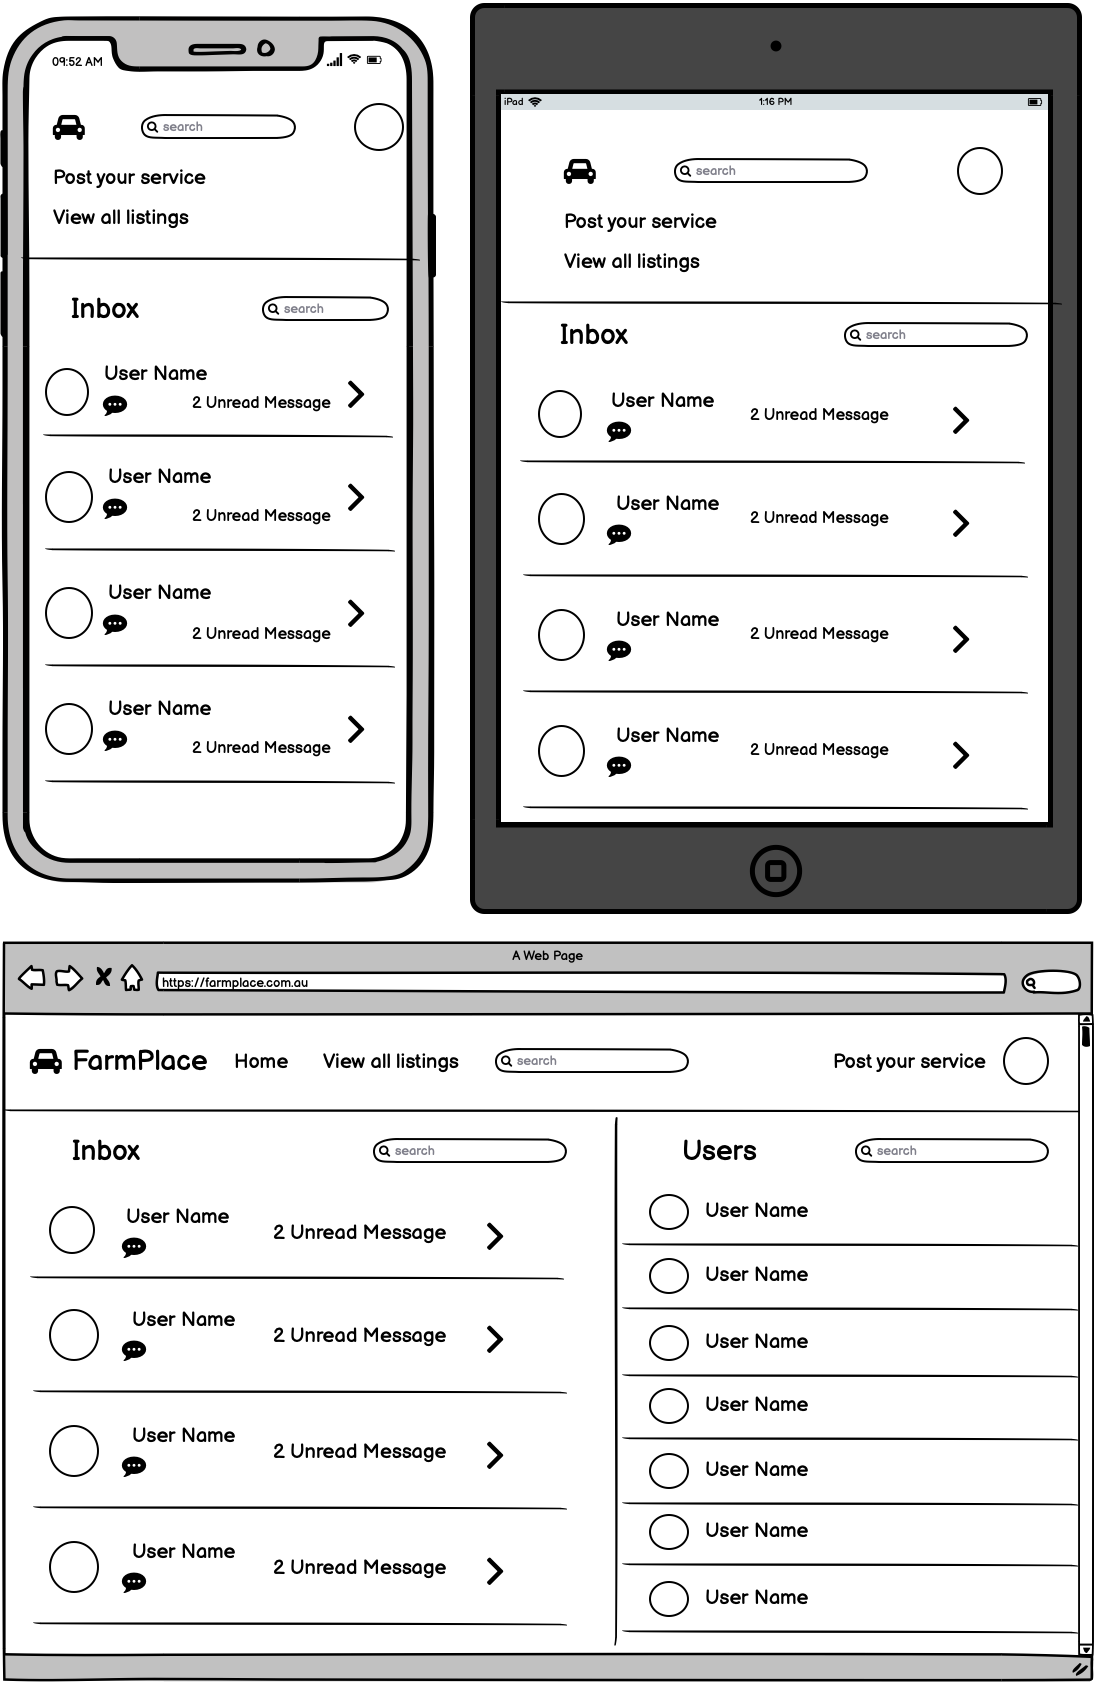 09:52 AM
search
Post your service
View all listings
Inbox
search
User Name
2 Unread Message
User Name
2 Unread Message
User Name
2 Unread Message
User Name
2 Unread Message
iPad
1:16 PM
search
Post your service
View all listings
Inbox
search
User Name
2 Unread Message
User Name
2 Unread Message
User Name
2 Unread Message
User Name
2 Unread Message
A Web Page
https://farmplace.com.au
FarmPlace Home View all listings search Post your service
Inbox search
User Name
2 Unread Message
User Name
2 Unread Message
User Name
2 Unread Message
User Name
2 Unread Message
Users search
User Name
User Name
User Name
User Name
User Name
User Name
User Name